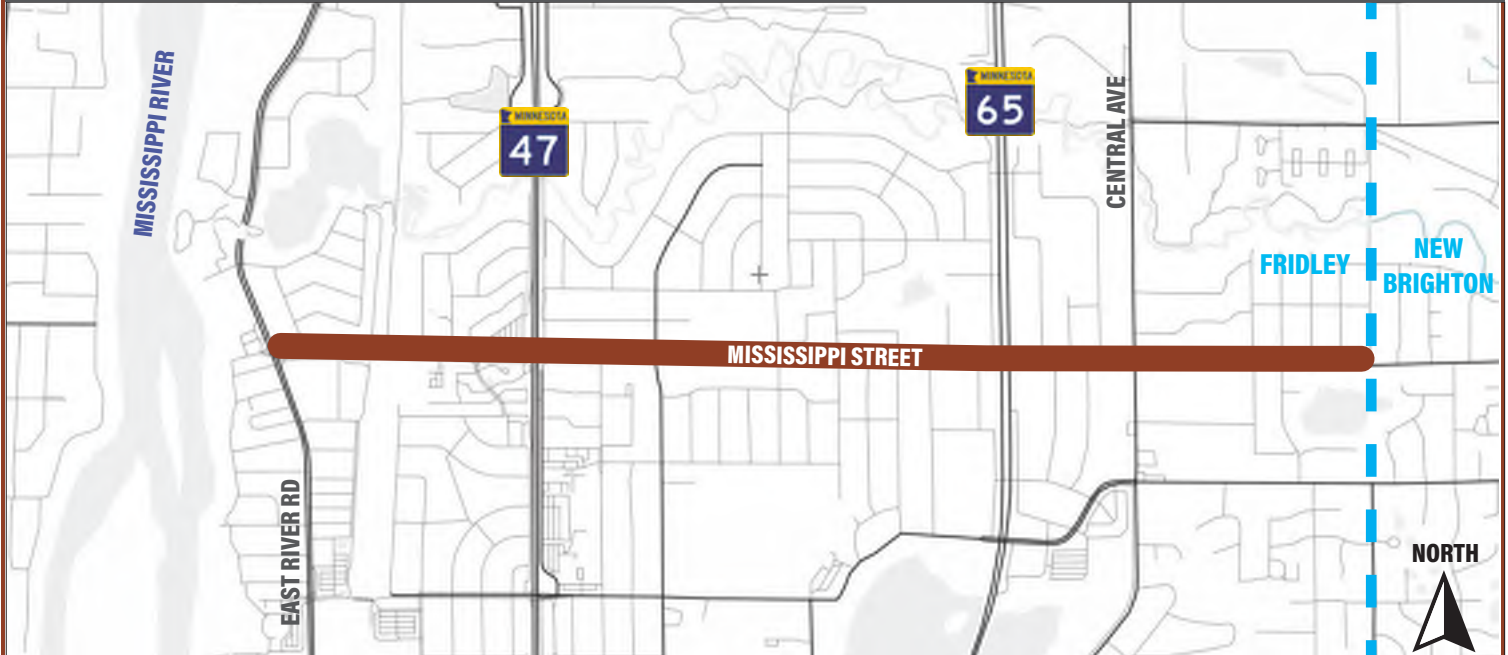 MISSISSIPPI RIVER
MINNESOTA
47
MINNESOTA
65
CENTRAL AVE
FRIDLEY
NEW
BRIGHTON
MISSISSIPPI STREET
EAST RIVER RD
NORTH